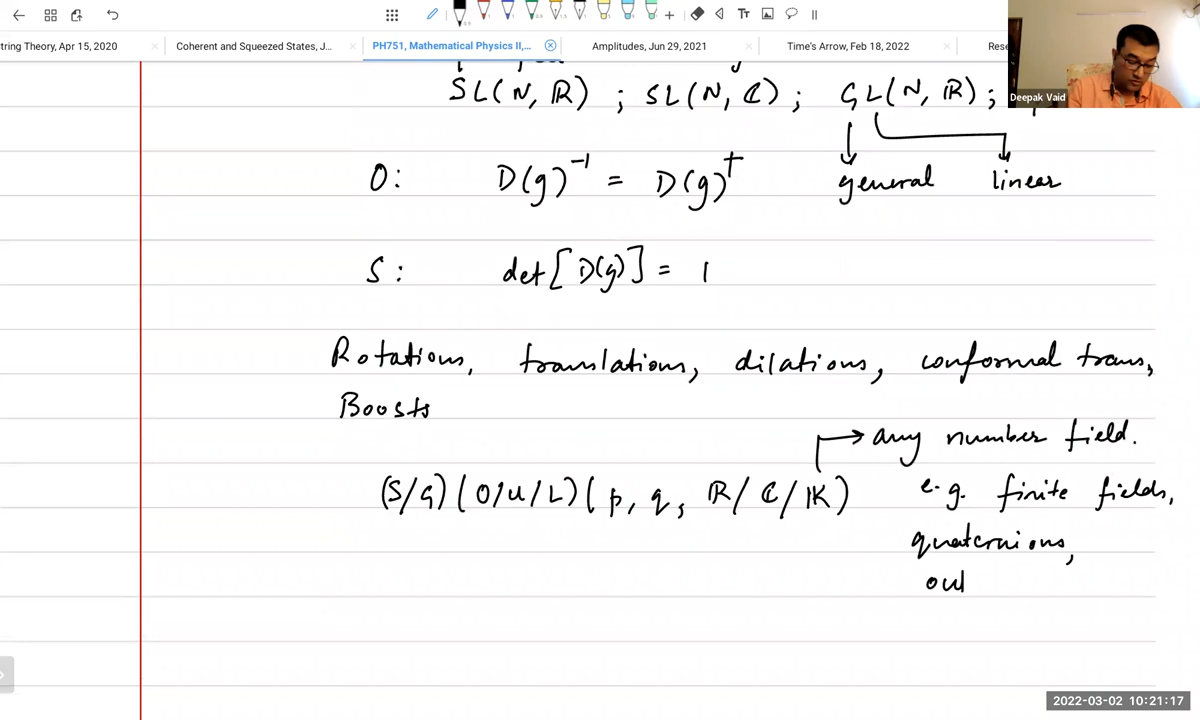 tring Theory, Apr 15, 2020 Coherent and Squeezed States, J... PH751, Mathematical Physics II,... Amplitudes, Jun 29, 2021 Time's Arrow, Feb 18, 2022 Rese
Deepak Vaid
SL(N, ℝ) ; SL(N, ℂ) ; GL(N, ℝ) ;
O: D(g)⁻¹ = D(g)† general linear
S: det[D(g)] = 1
Rotations, translations, dilations, conformal trans,
Boosts
any number field.
(S/G)(O/U/L)(p, q, ℝ/ℂ/𝕂) e.g. finite fields,
quaternions,
2022-03-02 10:21:17